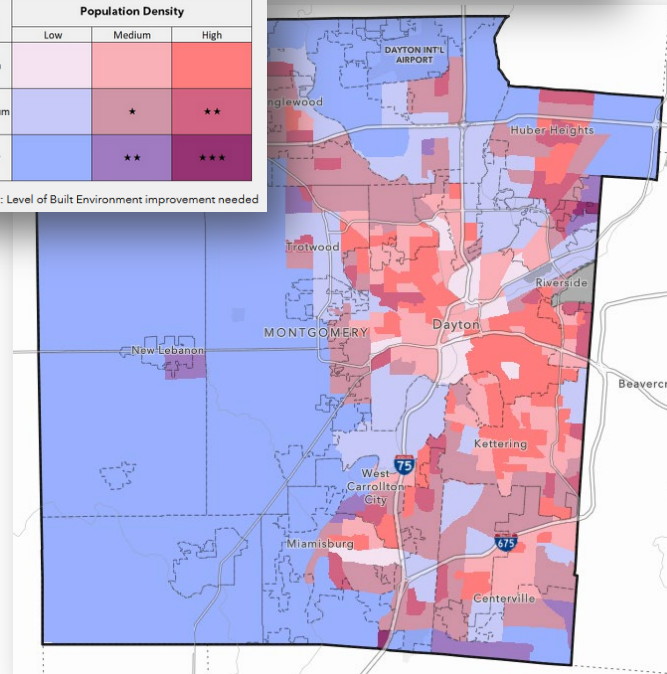 Population Density
Low
Medium
High
★
★★
★★
★★★
: Level of Built Environment improvement needed
DAYTON INT'L
AIRPORT
nglewood
Huber Heights
Trotwood
Riverside
MONTGOMERY
Dayton
New Lebanon
Beavercr
Kettering
75
West
Carrollton
City
Miamisburg
675
Centerville